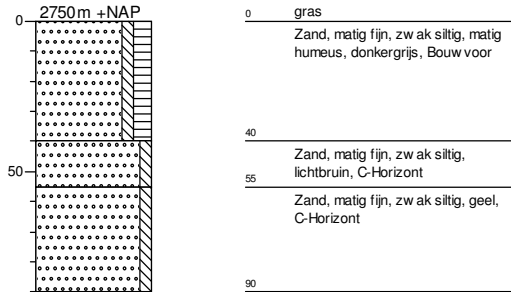 2750m +NAP
0
50
0 gras
Zand, matig fijn, zwak siltig, matig
humeus, donkergrijs, Bouwvoor
40
Zand, matig fijn, zwak siltig,
lichtbruin, C-Horizont
55
Zand, matig fijn, zwak siltig, geel,
C-Horizont
90